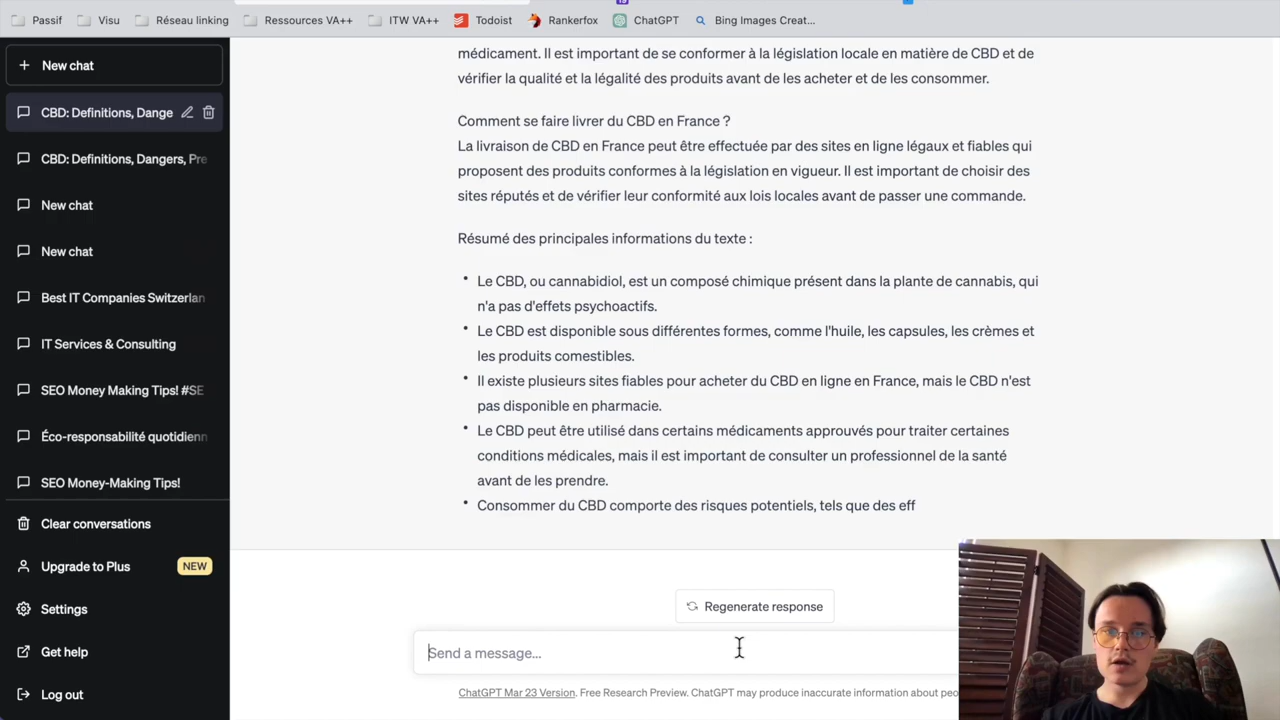 Passif Visu Réseau linking Ressources VA++ ITW VA++ Todoist Rankerfox ChatGPT Bing Images Creat...
New chat
CBD: Definitions, Dange
CBD: Definitions, Dangers, Pre
New chat
New chat
Best IT Companies Switzerlan
IT Services & Consulting
SEO Money Making Tips! #SE
Éco-responsabilité quotidienn
SEO Money-Making Tips!
Clear conversations
Upgrade to Plus NEW
Settings
Get help
Log out
médicament. Il est important de se conformer à la législation locale en matière de CBD et de
vérifier la qualité et la légalité des produits avant de les acheter et de les consommer.
Comment se faire livrer du CBD en France ?
La livraison de CBD en France peut être effectuée par des sites en ligne légaux et fiables qui
proposent des produits conformes à la législation en vigueur. Il est important de choisir des
sites réputés et de vérifier leur conformité aux lois locales avant de passer une commande.
Résumé des principales informations du texte :
• Le CBD, ou cannabidiol, est un composé chimique présent dans la plante de cannabis, qui
n'a pas d'effets psychoactifs.
• Le CBD est disponible sous différentes formes, comme l'huile, les capsules, les crèmes et
les produits comestibles.
• Il existe plusieurs sites fiables pour acheter du CBD en ligne en France, mais le CBD n'est
pas disponible en pharmacie.
• Le CBD peut être utilisé dans certains médicaments approuvés pour traiter certaines
conditions médicales, mais il est important de consulter un professionnel de la santé
avant de les prendre.
• Consommer du CBD comporte des risques potentiels, tels que des eff
Regenerate response
Send a message...
ChatGPT Mar 23 Version. Free Research Preview. ChatGPT may produce inaccurate information about peo